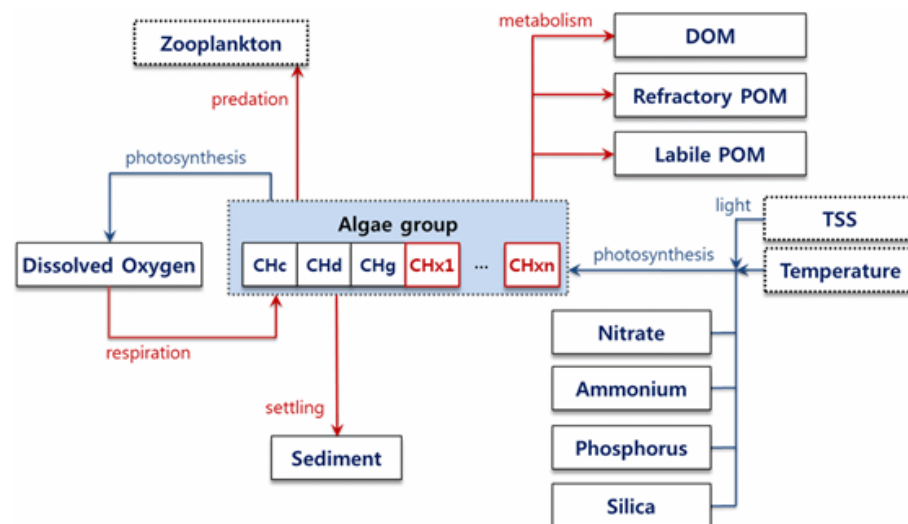 metabolism
DOM
Zooplankton
predation
Refractory POM
photosynthesis
Labile POM
Algae group
light
TSS
Dissolved Oxygen
CHc CHd CHg CHx1 ... CHxn
photosynthesis
Temperature
respiration
Nitrate
Ammonium
settling
Sediment
Phosphorus
Silica